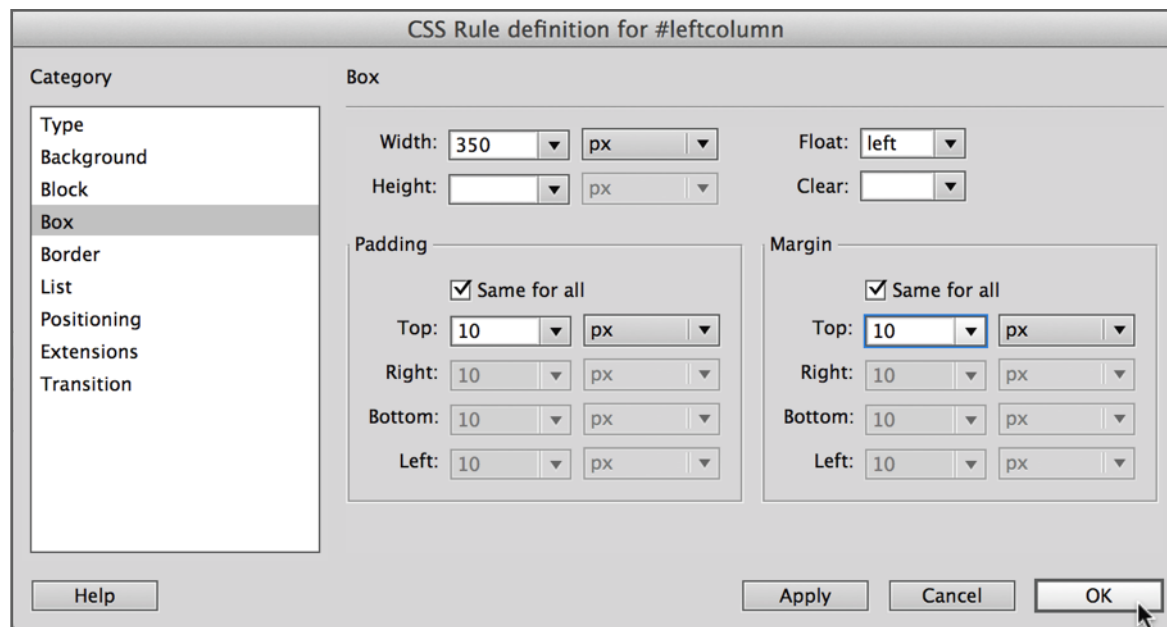 CSS Rule definition for #leftcolumn
Category
Type
Background
Block
Box
Border
List
Positioning
Extensions
Transition
Box
Width: 350 px
Float: left
Height: px
Clear:
Padding
Same for all
Top: 10 px
Right: 10 px
Bottom: 10 px
Left: 10 px
Margin
Same for all
Top: 10 px
Right: 10 px
Bottom: 10 px
Left: 10 px
Help
Apply
Cancel
OK